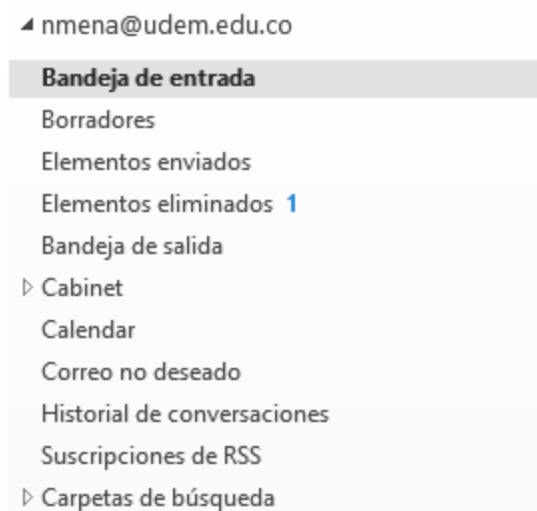 nmena@udem.edu.co
Bandeja de entrada
Borradores
Elementos enviados
Elementos eliminados 1
Bandeja de salida
Cabinet
Calendar
Correo no deseado
Historial de conversaciones
Suscripciones de RSS
Carpetas de búsqueda